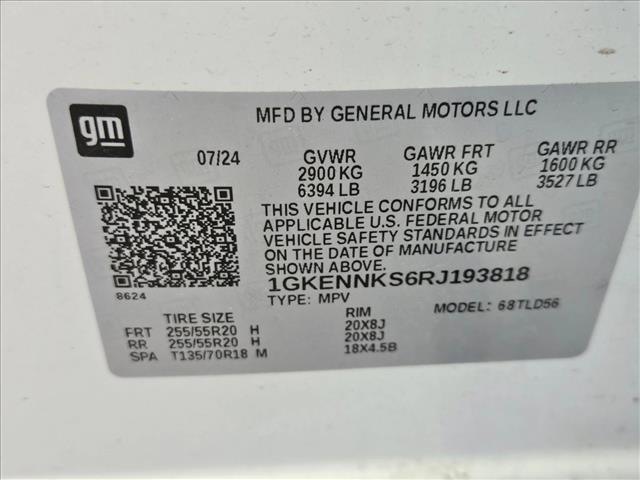 gm
MFD BY GENERAL MOTORS LLC
07/24 GVWR GAWR FRT GAWR RR
2900 KG 1450 KG 1600 KG
6394 LB 3196 LB 3527 LB
THIS VEHICLE CONFORMS TO ALL
APPLICABLE U.S. FEDERAL MOTOR
VEHICLE SAFETY STANDARDS IN EFFECT
ON THE DATE OF MANUFACTURE
SHOWN ABOVE.
1GKENNKS6RJ193818
8624
TYPE: MPV MODEL: 68TLD56
TIRE SIZE RIM
FRT 255/55R20 H 20X8J
RR 255/55R20 H 20X8J
SPA T135/70R18 M 18X4.5B